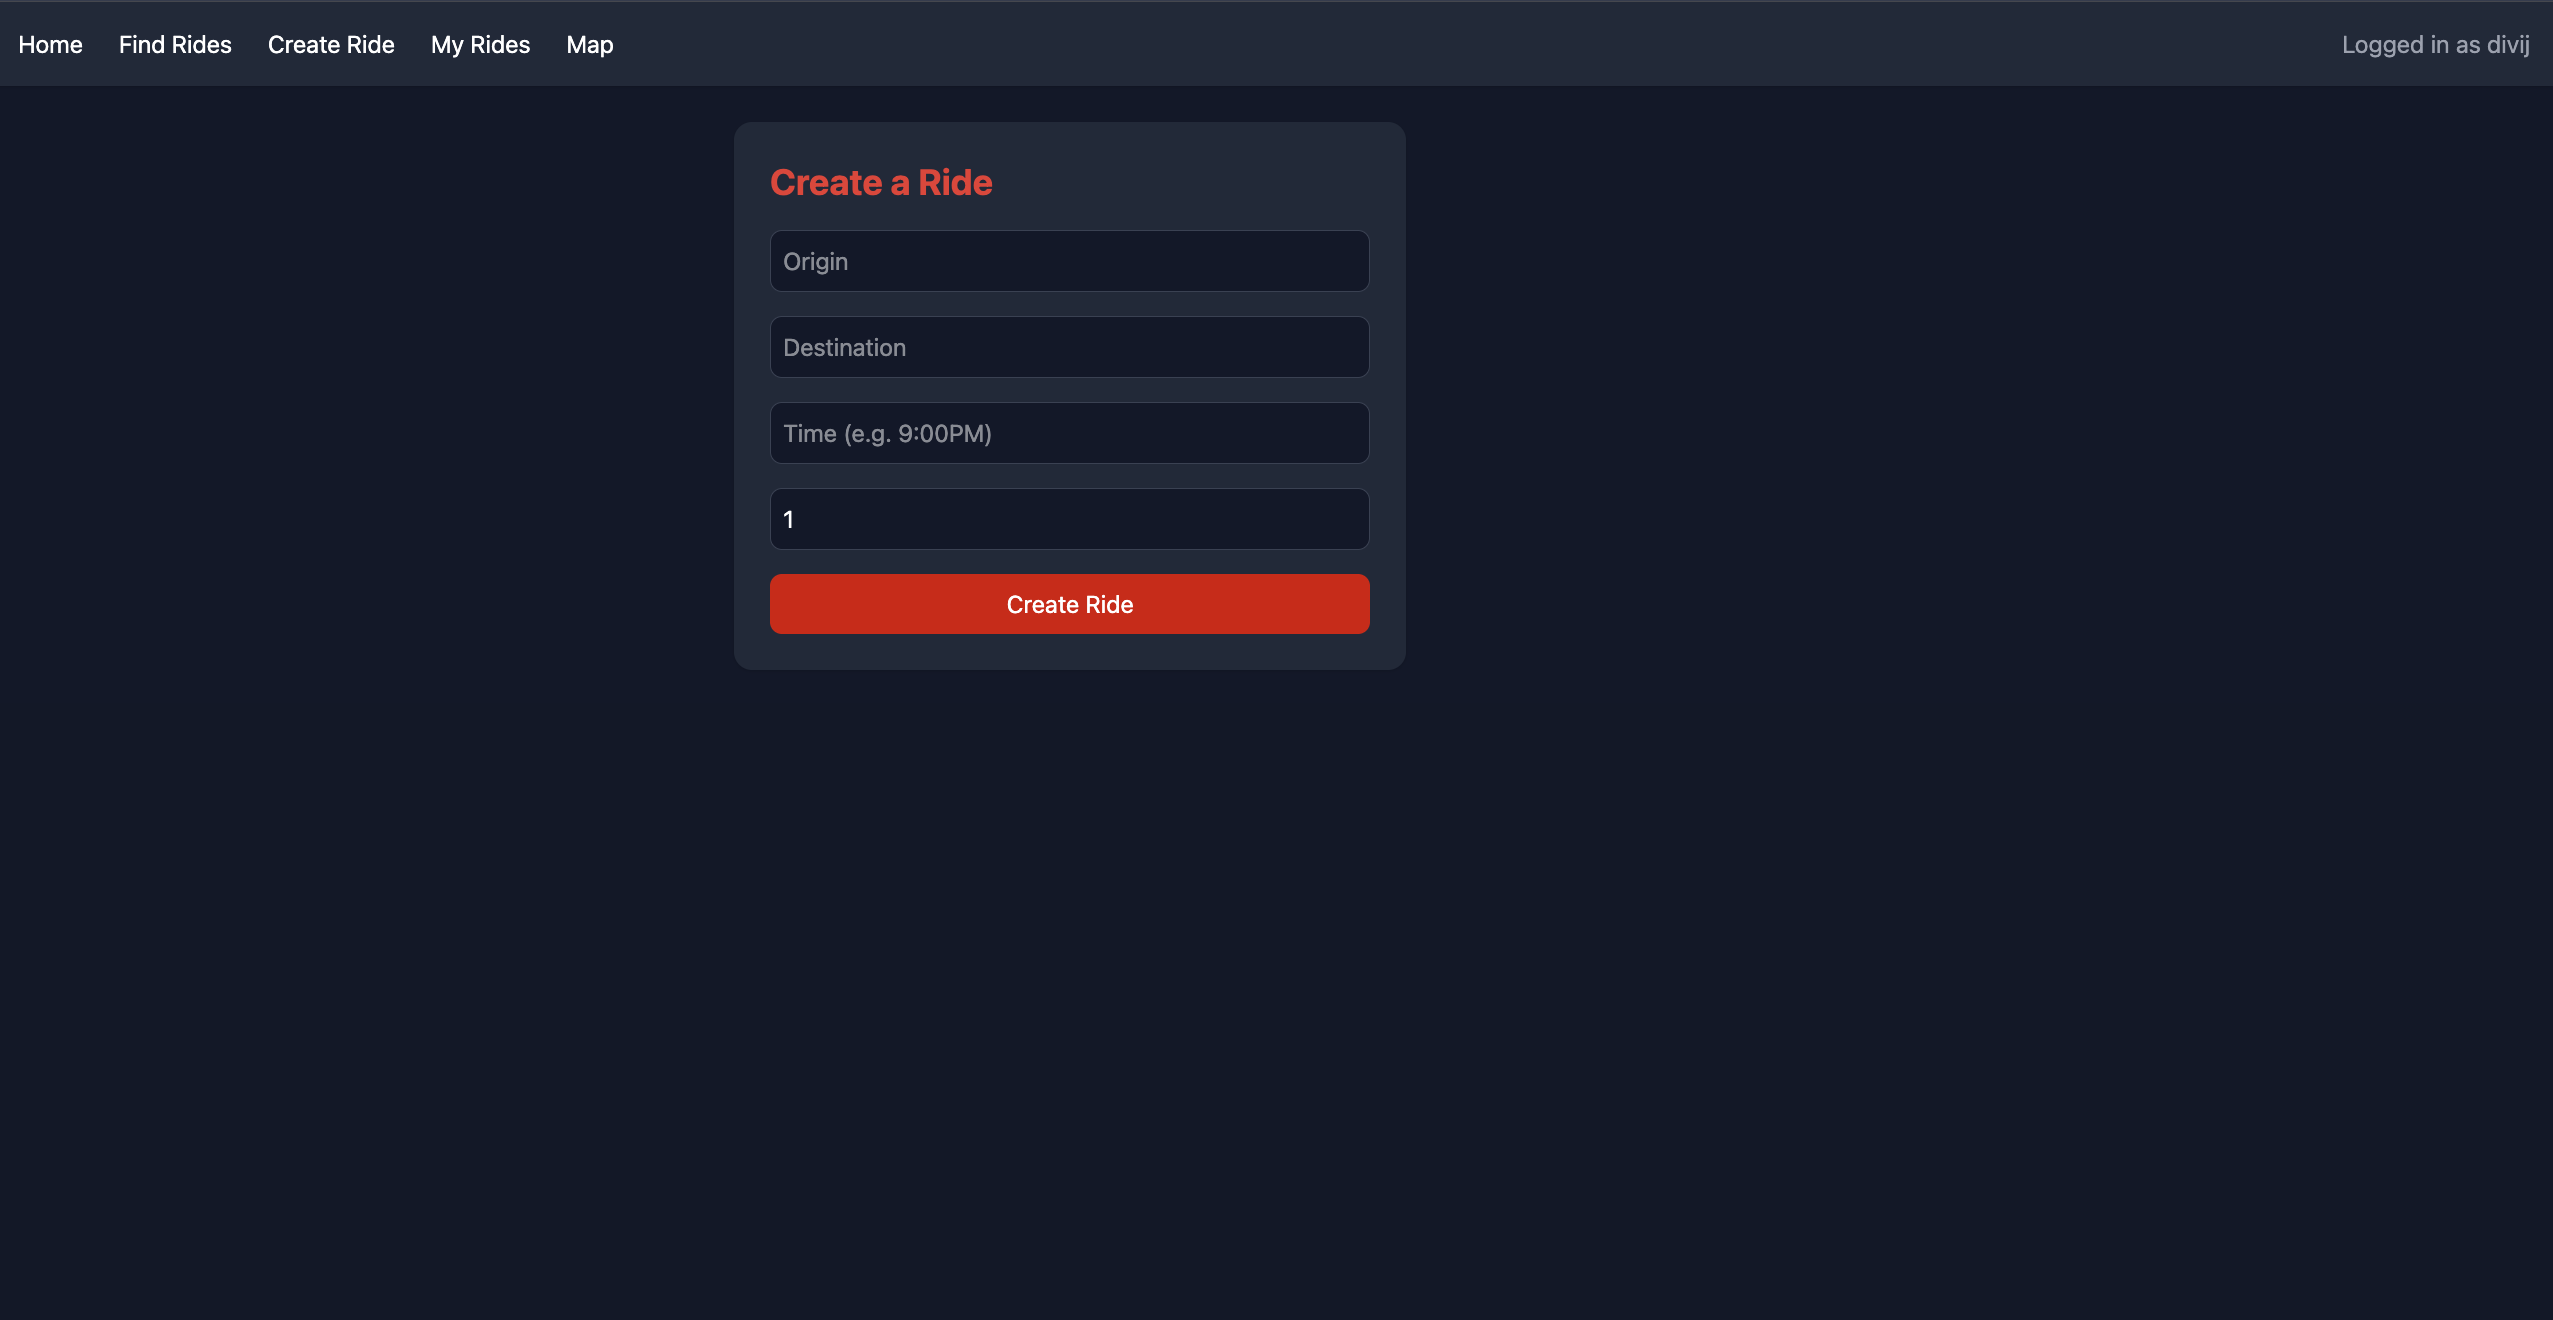 Home Find Rides Create Ride My Rides Map Logged in as divij
Create a Ride
Origin
Destination
Time (e.g. 9:00PM)
1
Create Ride